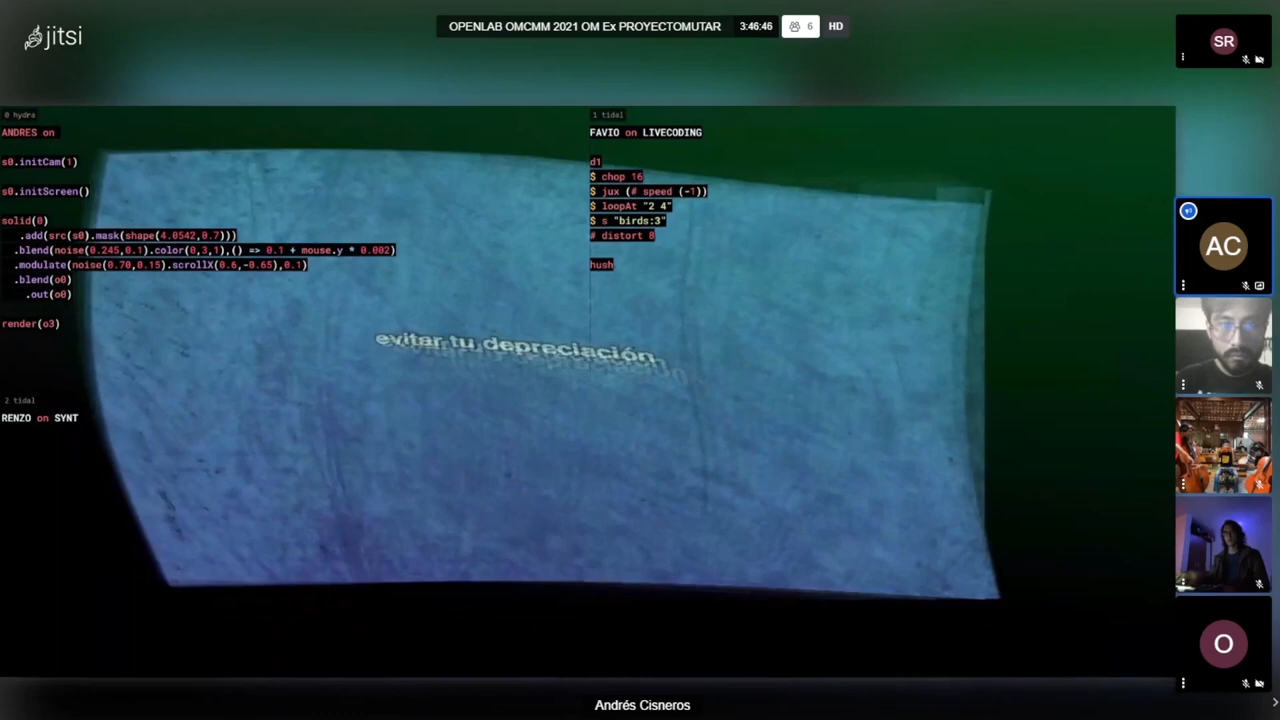 jitsi
OPENLAB OMCMM 2021 OM Ex PROYECTOMUTAR 3:46:46 6 HD
SR
0 hydra
ANDRES on
s0.initCam(1)
s0.initScreen()
solid(0)
.add(src(s0).mask(shape(4.0542,0.7)))
.blend(noise(0.245,0.1).color(0,3,1),() => 0.1 + mouse.y * 0.002)
.modulate(noise(0.70,0.15).scrollX(0.6,-0.65),0.1)
.blend(o0)
.out(o0)
render(o3)
1 tidal
FAVIO on LIVECODING
d1
$ chop 16
$ jux (# speed (-1))
$ loopAt "2 4"
$ s "birds:3"
# distort 8
hush
evitar tu depreciación
2 tidal
RENZO on SYNT
AC
O
Andrés Cisneros